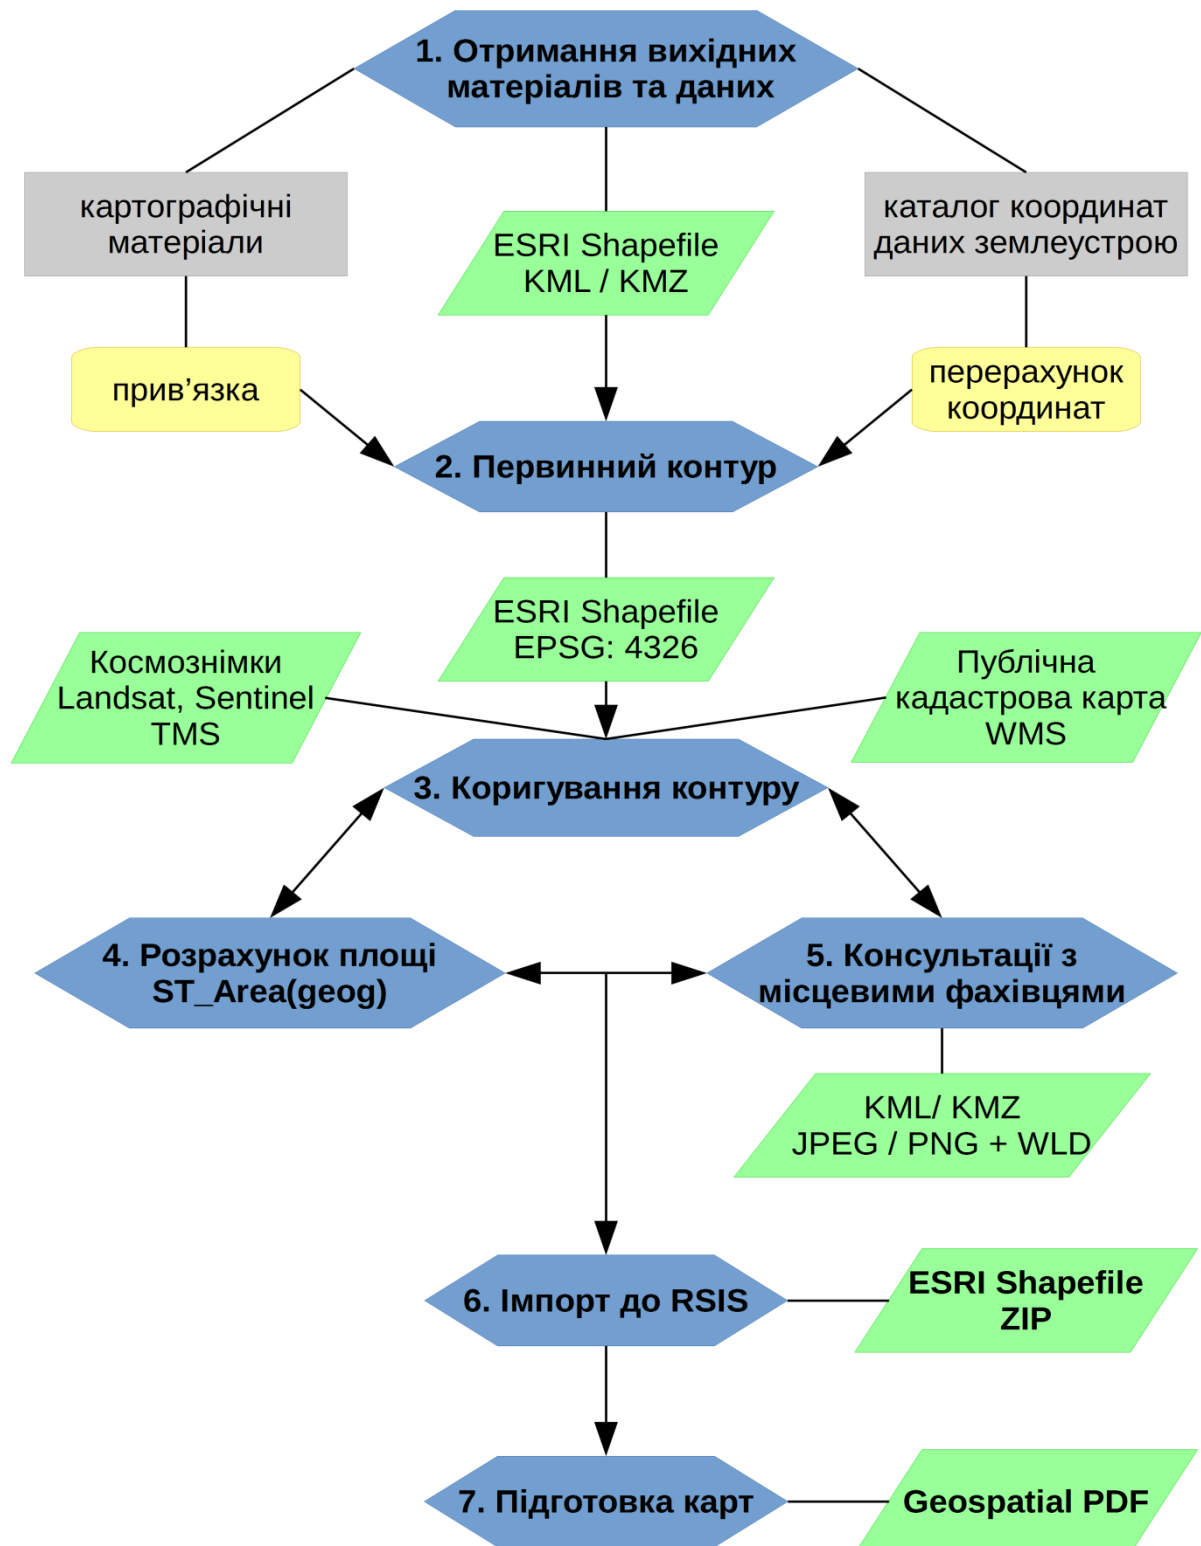 1. Отримання вихідних
матеріалів та даних
картографічні
матеріали
ESRI Shapefile
KML / KMZ
каталог координат
даних землеустрою
прив’язка
перерахунок
координат
2. Первинний контур
ESRI Shapefile
EPSG: 4326
Космознімки
Landsat, Sentinel
TMS
Публічна
кадастрова карта
WMS
3. Коригування контуру
4. Розрахунок площі
ST_Area(geog)
5. Консультації з
місцевими фахівцями
KML/ KMZ
JPEG / PNG + WLD
6. Імпорт до RSIS
ESRI Shapefile
ZIP
7. Підготовка карт
Geospatial PDF